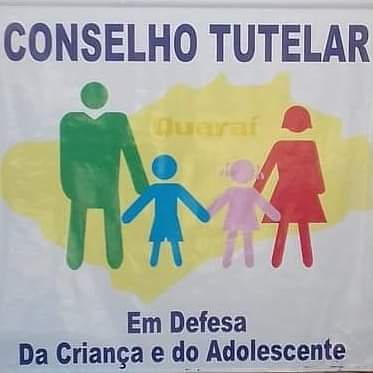 CONSELHO TUTELAR
Quaraí
Em Defesa
Da Criança e do Adolescente